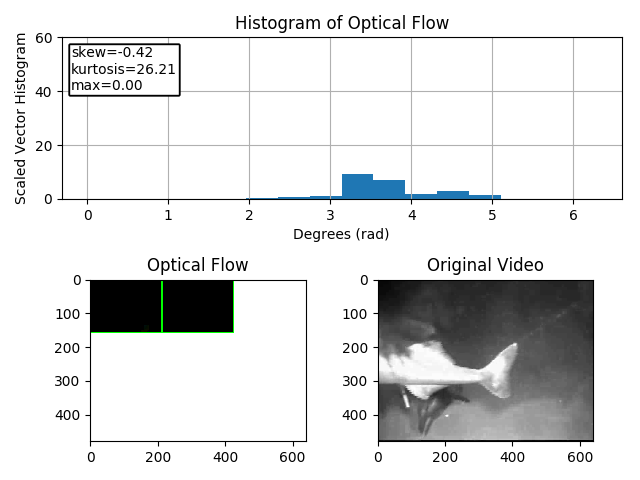 Histogram of Optical Flow
Scaled Vector Histogram
60
40
20
0
skew=-0.42
kurtosis=26.21
max=0.00
0 1 2 3 4 5 6
Degrees (rad)
Optical Flow
0
100
200
300
400
0 200 400 600
Original Video
0
100
200
300
400
0 200 400 600